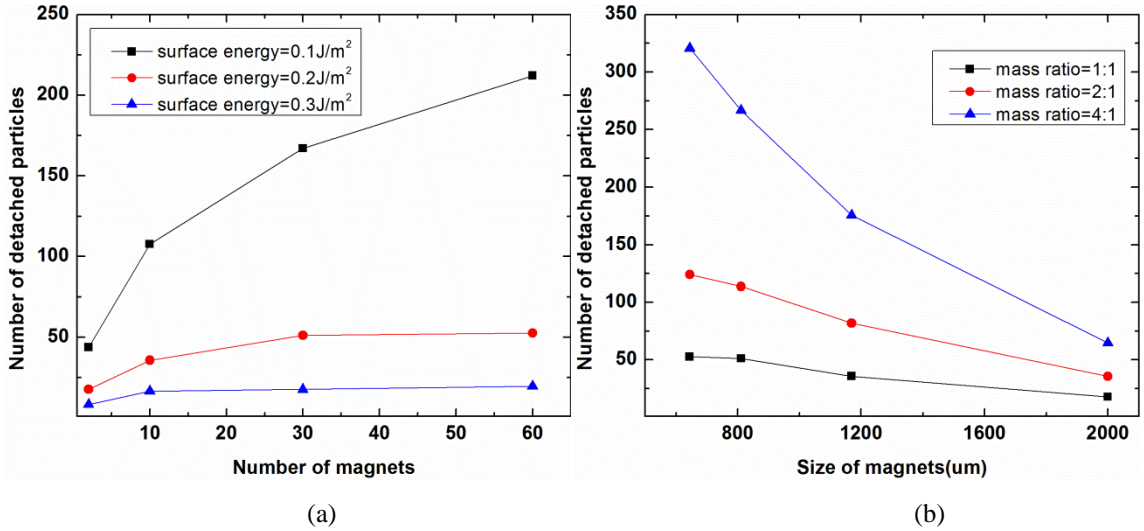 surface energy=0.1J/m²
surface energy=0.2J/m²
surface energy=0.3J/m²
200
150
100
50
Number of detached particles
10
20
30
40
50
60
Number of magnets
(a)
350
300
250
200
150
100
50
Number of detached particles
mass ratio=1:1
mass ratio=2:1
mass ratio=4:1
800
1200
1600
2000
Size of magnets(um)
(b)